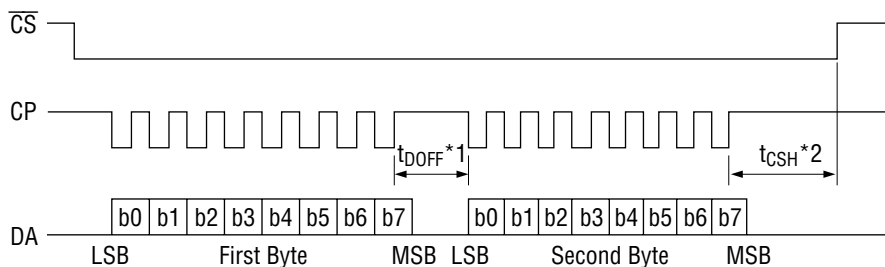 CS
CP
tDOFF*1 tCSH*2
DA b0 b1 b2 b3 b4 b5 b6 b7 b0 b1 b2 b3 b4 b5 b6 b7
LSB First Byte MSB LSB Second Byte MSB